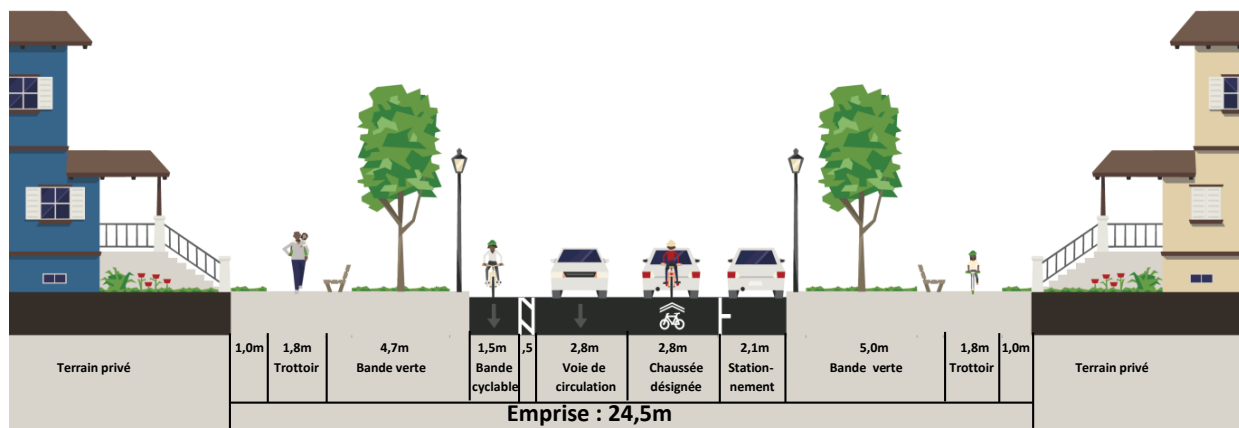 1,0m
1,8m
Trottoir
4,7m
Bande verte
1,5m
Bande
cyclable
,5
2,8m
Voie de
circulation
2,8m
Chaussée
désignée
2,1m
Station-
nement
5,0m
Bande verte
1,8m
Trottoir
1,0m
Terrain privé
Terrain privé
Emprise : 24,5m